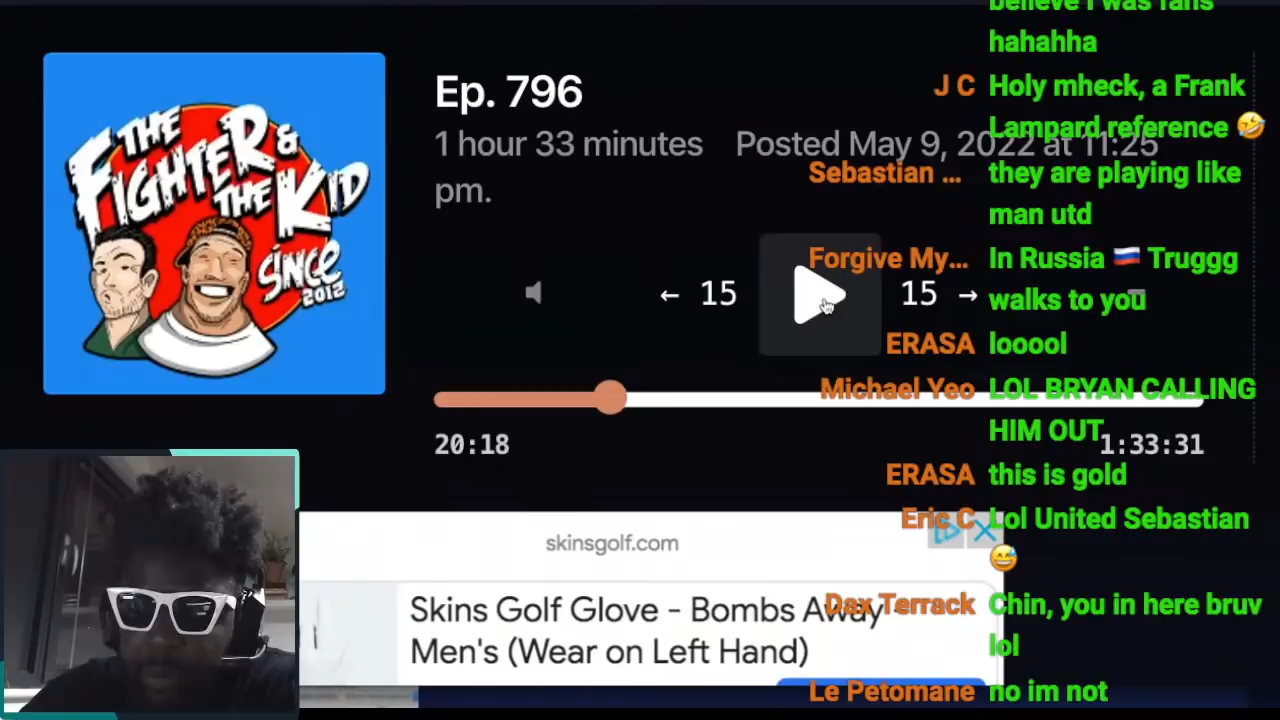 THE
FIGHTER &
THE KID
SINCE
2012
Ep. 796
1 hour 33 minutes Posted May 9, 2022 at 11:25
pm.
← 15
15 →
20:18
1:33:31
skinsgolf.com
Skins Golf Glove - Bombs Away
Men's (Wear on Left Hand)
believe I was fans
hahahha
J C Holy mheck, a Frank
Lampard reference 🤣
Sebastian ... they are playing like
man utd
Forgive My... In Russia 🇷🇺 Truggg
walks to you
ERASA looool
Michael Yeo LOL BRYAN CALLING
HIM OUT
ERASA this is gold
Eric C Lol United Sebastian
😅
Dax Terrack Chin, you in here bruv
lol
Le Petomane no im not